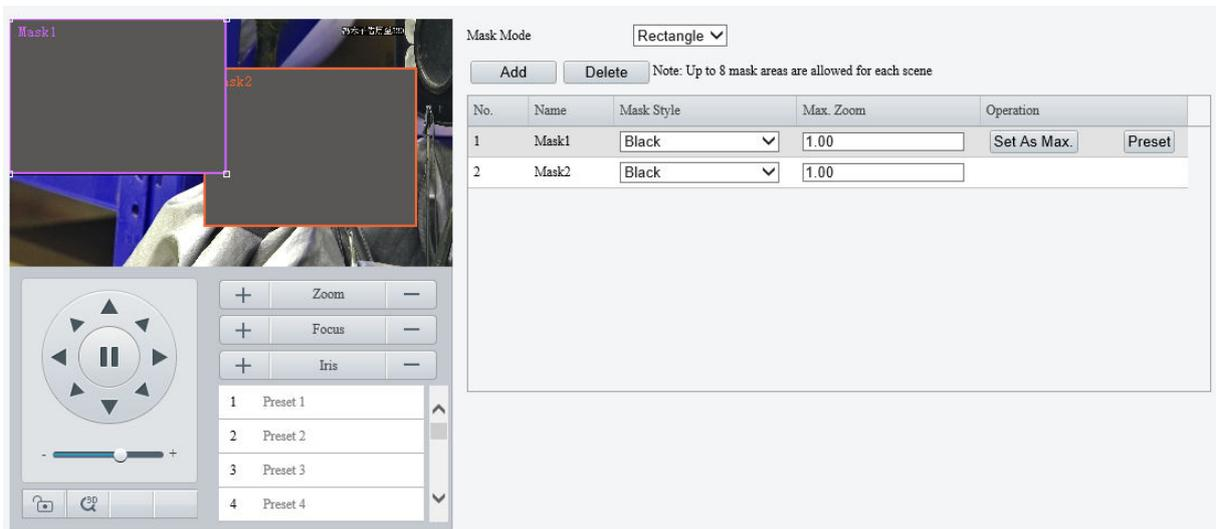 Mask1
ask2
Mask Mode Rectangle
Add Delete Note: Up to 8 mask areas are allowed for each scene
No. Name Mask Style Max. Zoom Operation
1 Mask1 Black 1.00 Set As Max. Preset
2 Mask2 Black 1.00
+ Zoom —
+ Focus —
+ Iris —
1 Preset 1
2 Preset 2
3 Preset 3
4 Preset 4
- +
3D